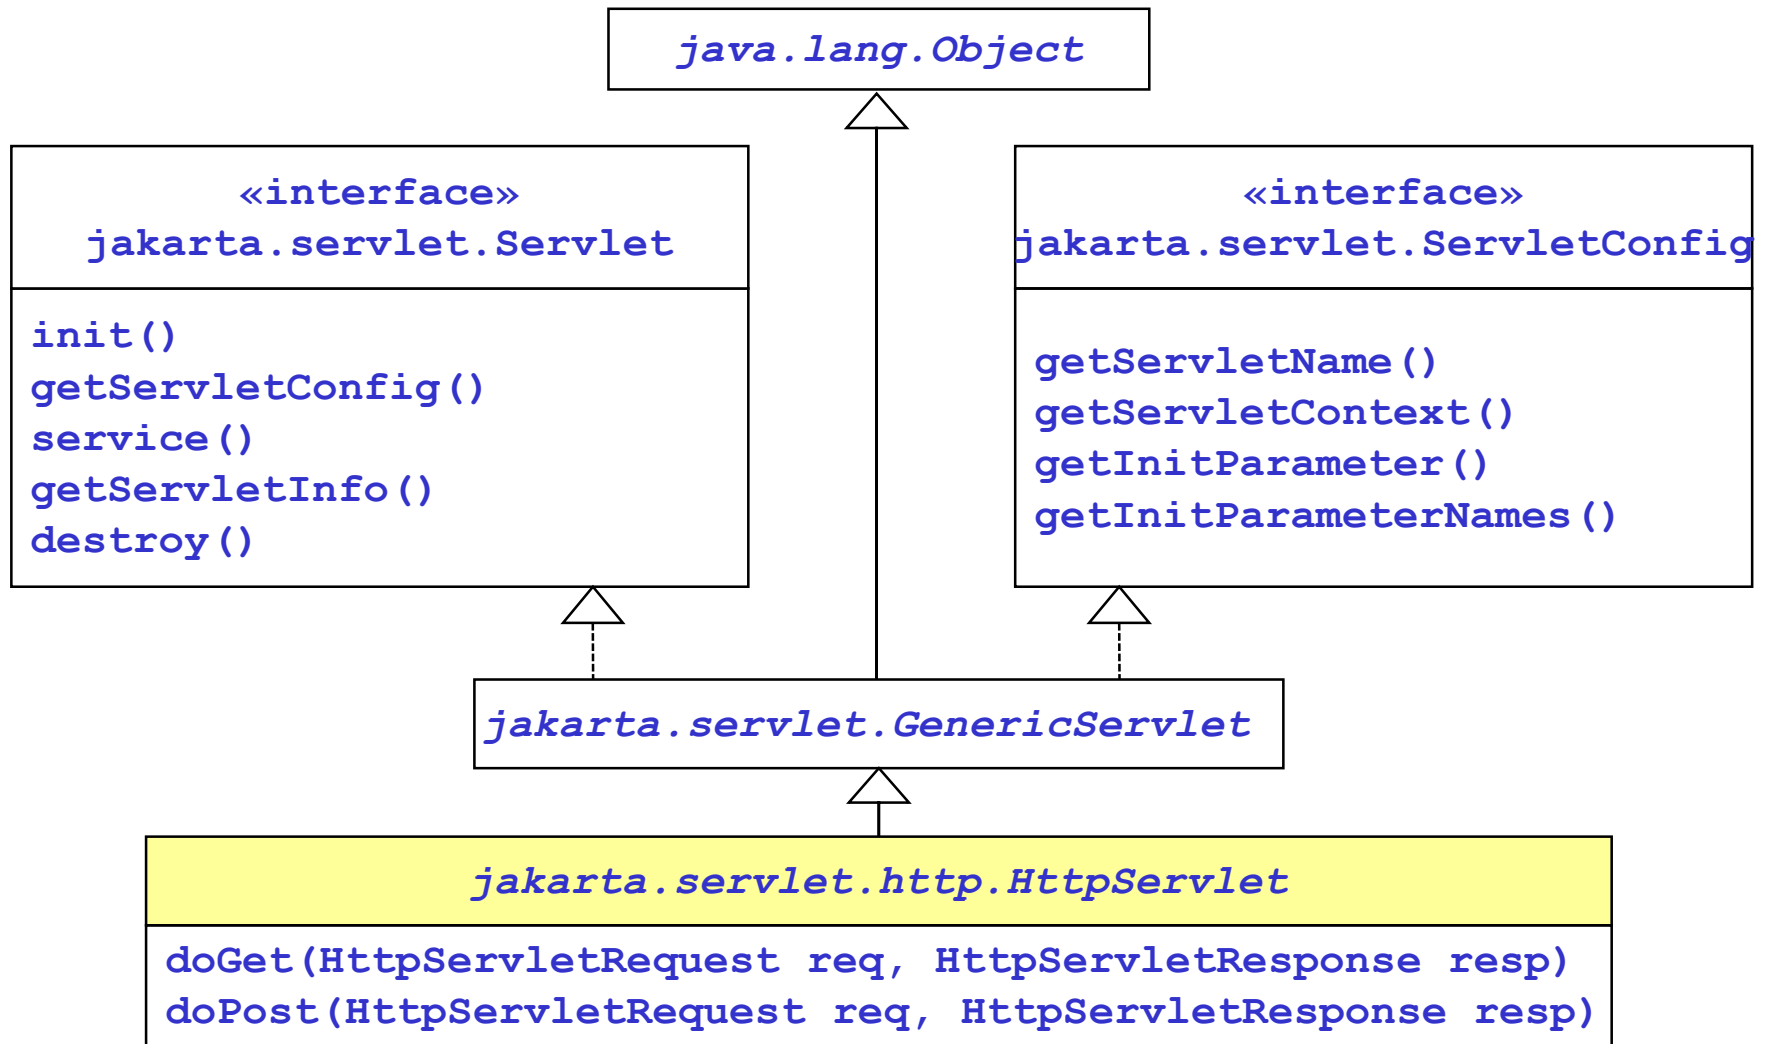 java.lang.Object
«interface»
jakarta.servlet.Servlet
init()
getServletConfig()
service()
getServletInfo()
destroy()
«interface»
jakarta.servlet.ServletConfig
getServletName()
getServletContext()
getInitParameter()
getInitParameterNames()
jakarta.servlet.GenericServlet
jakarta.servlet.http.HttpServlet
doGet(HttpServletRequest req, HttpServletResponse resp)
doPost(HttpServletRequest req, HttpServletResponse resp)